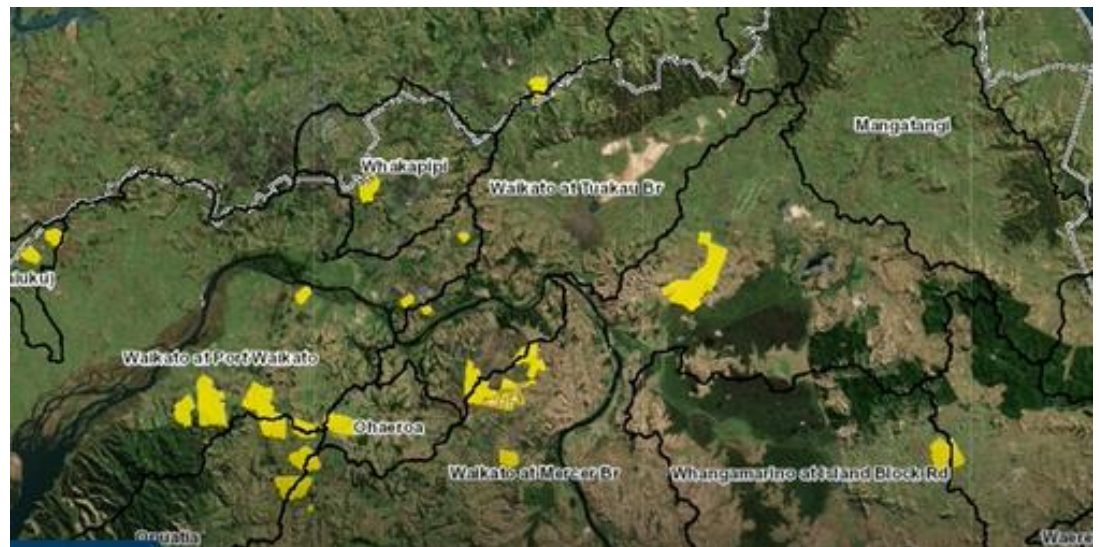 Mangatangi
Whakapipi
Waikato at Tuakau Br
Waikato at Port Waikato
Ohaeroa
Waikato at Mercer Br
Whangamarino at Island Block Rd
Opuatia